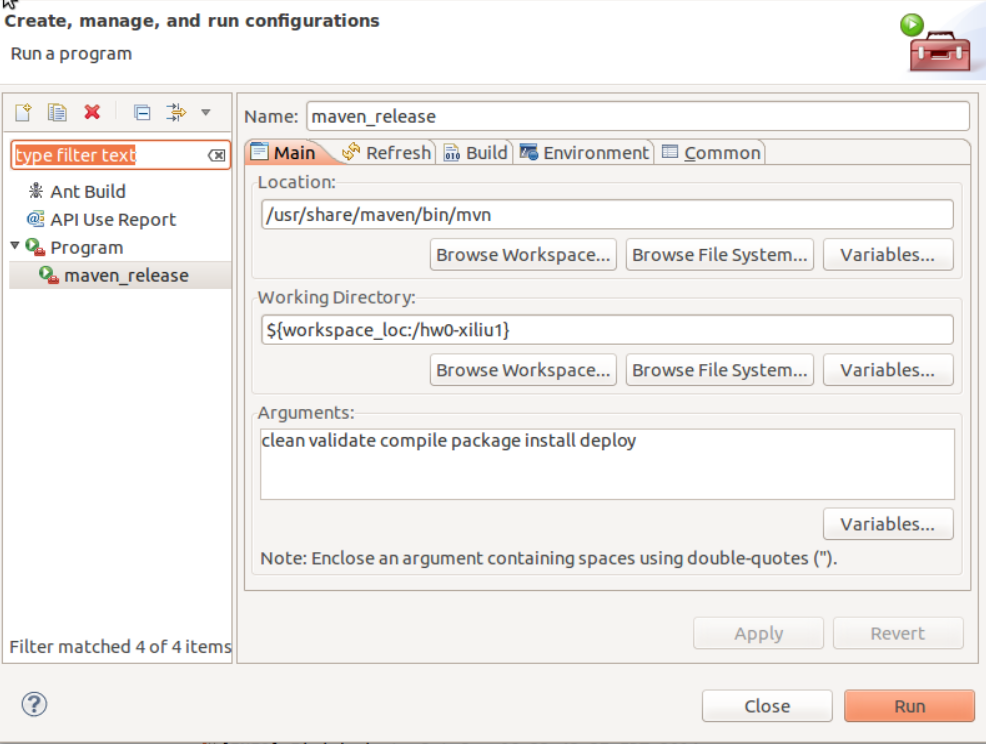 Create, manage, and run configurations
Run a program
Name: maven_release
type filter text
Main Refresh Build Environment Common
Ant Build
API Use Report
Program
maven_release
Location:
/usr/share/maven/bin/mvn
Browse Workspace... Browse File System... Variables...
Working Directory:
${workspace_loc:/hw0-xiliu1}
Browse Workspace... Browse File System... Variables...
Arguments:
clean validate compile package install deploy
Variables...
Note: Enclose an argument containing spaces using double-quotes (").
Apply Revert
Filter matched 4 of 4 items
Close Run